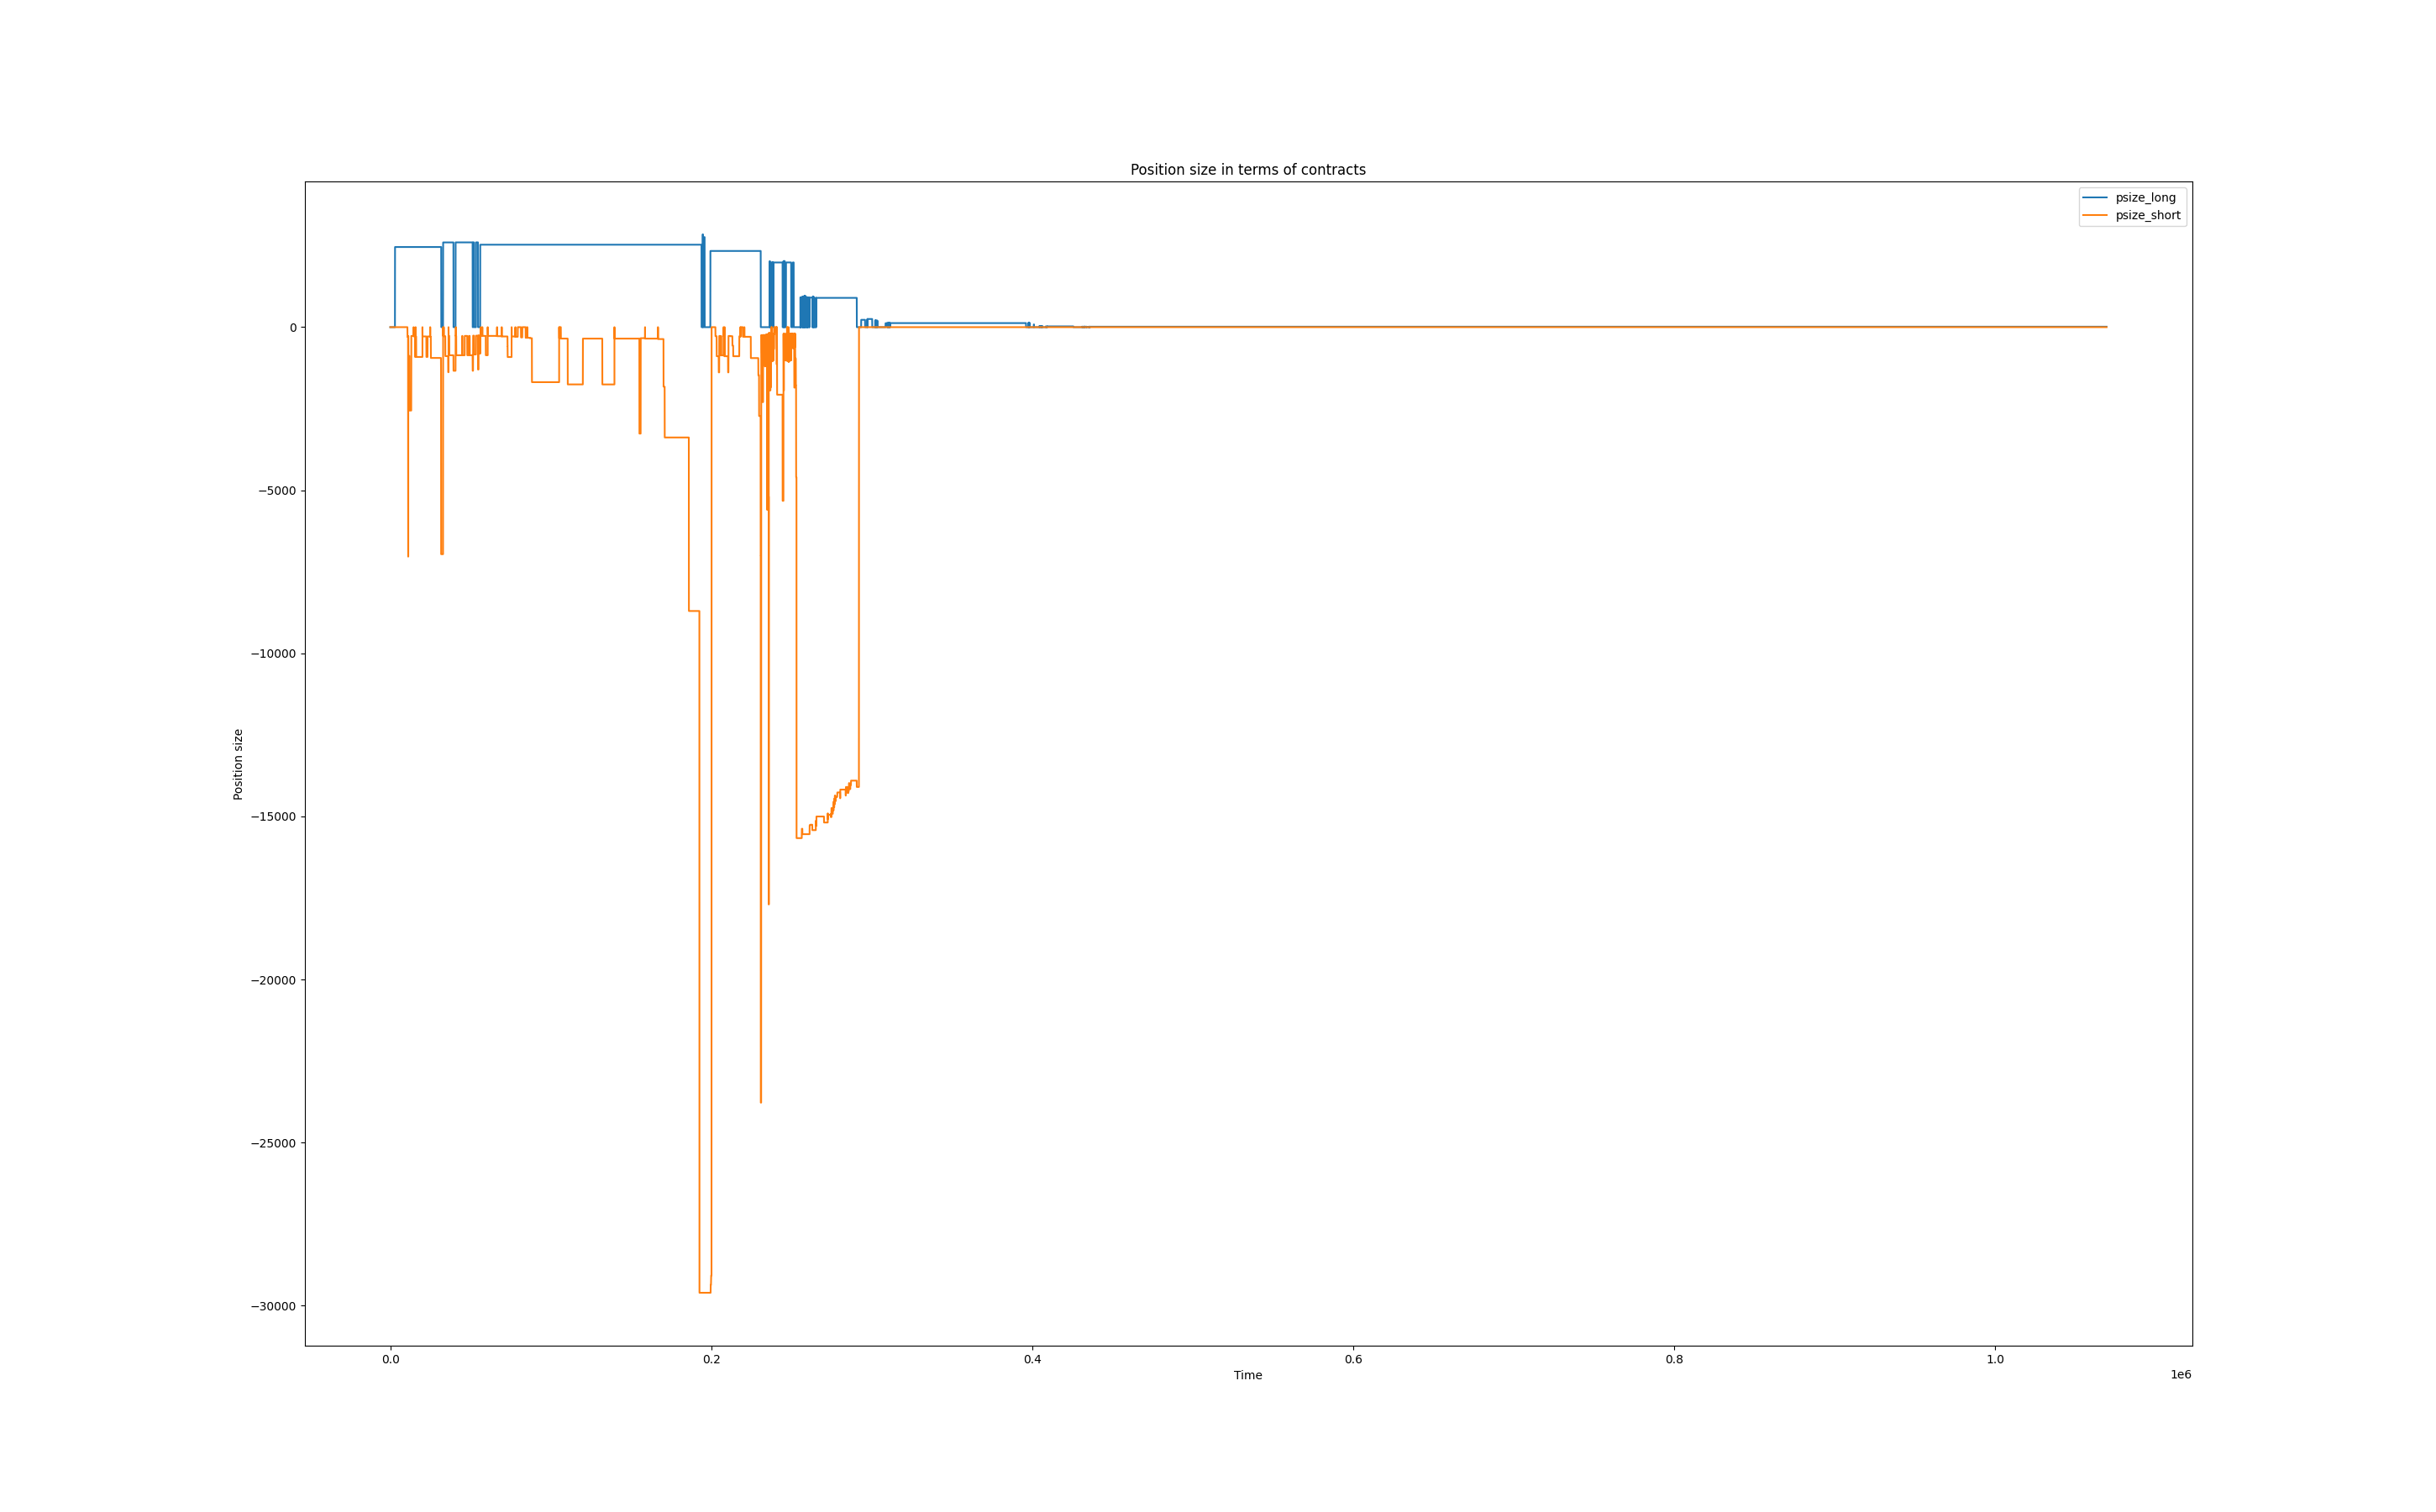 Position size in terms of contracts
psize_long
psize_short
0
−5000
−10000
−15000
−20000
−25000
−30000
Position size
0.0 0.2 0.4 0.6 0.8 1.0
Time
1e6